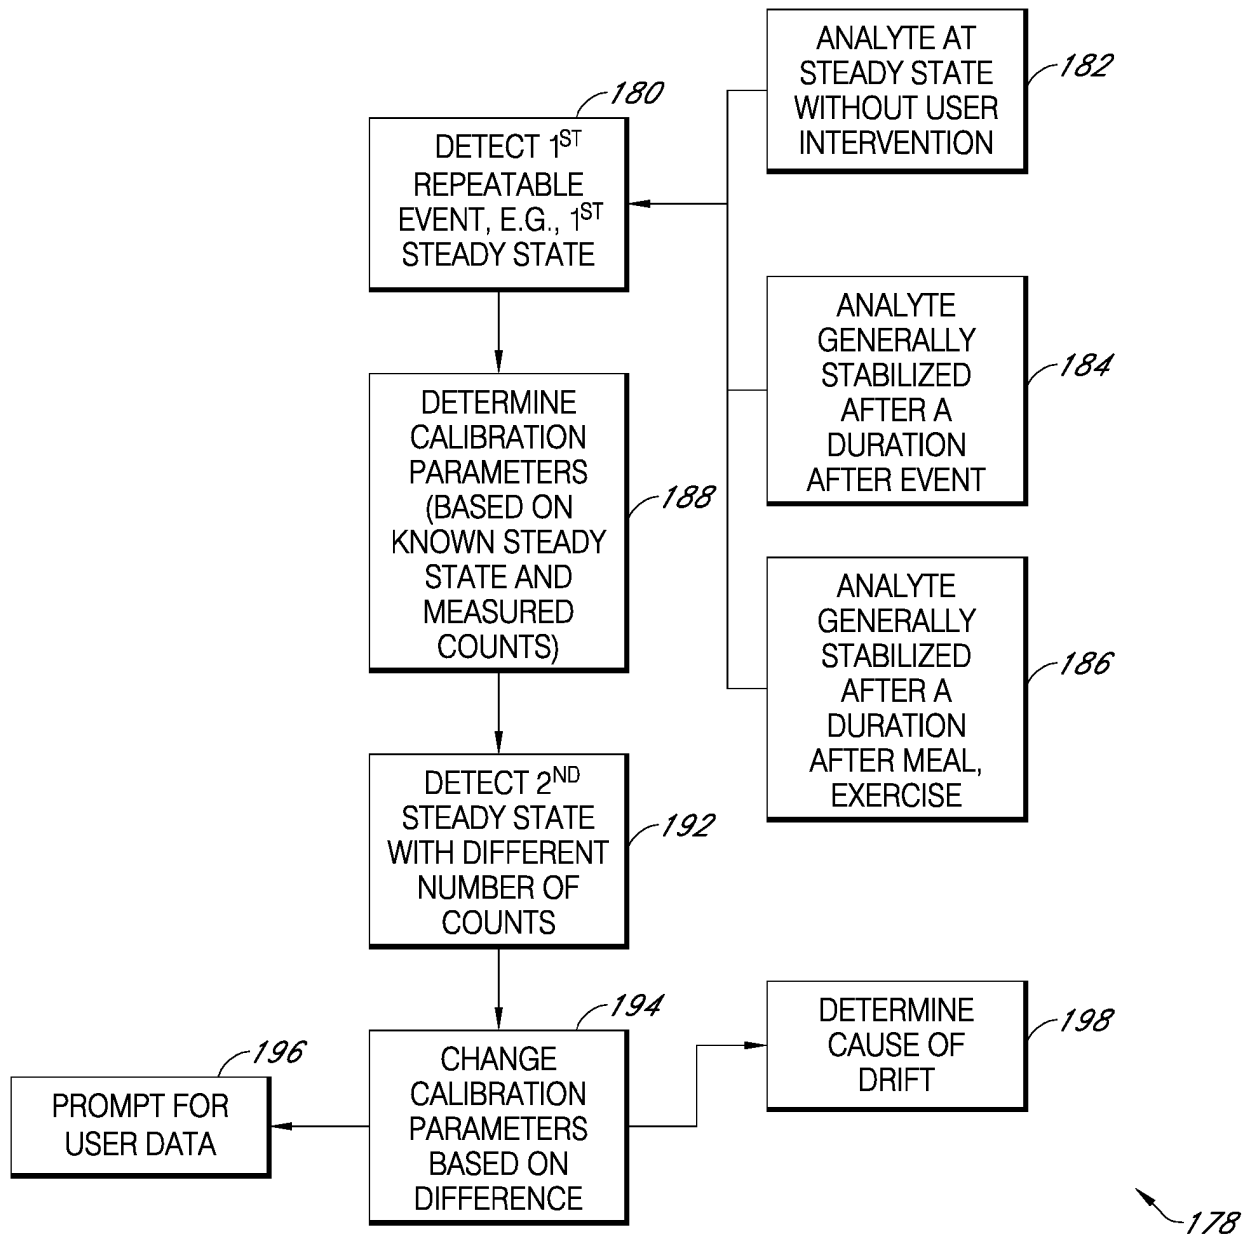 180
DETECT 1ST
REPEATABLE
EVENT, E.G., 1ST
STEADY STATE
ANALYTE AT
STEADY STATE
WITHOUT USER
INTERVENTION
182
ANALYTE
GENERALLY
STABILIZED
AFTER A
DURATION
AFTER EVENT
184
DETERMINE
CALIBRATION
PARAMETERS
(BASED ON
KNOWN STEADY
STATE AND
MEASURED
COUNTS)
188
ANALYTE
GENERALLY
STABILIZED
AFTER A
DURATION
AFTER MEAL,
EXERCISE
186
DETECT 2ND
STEADY STATE
WITH DIFFERENT
NUMBER OF
COUNTS
192
194
CHANGE
CALIBRATION
PARAMETERS
BASED ON
DIFFERENCE
196
PROMPT FOR
USER DATA
DETERMINE
CAUSE OF
DRIFT
198
178